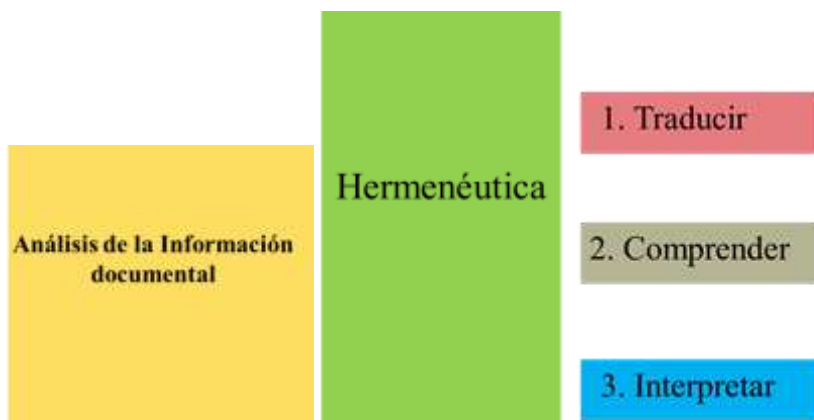 Análisis de la Información
documental
Hermenéutica
1. Traducir
2. Comprender
3. Interpretar